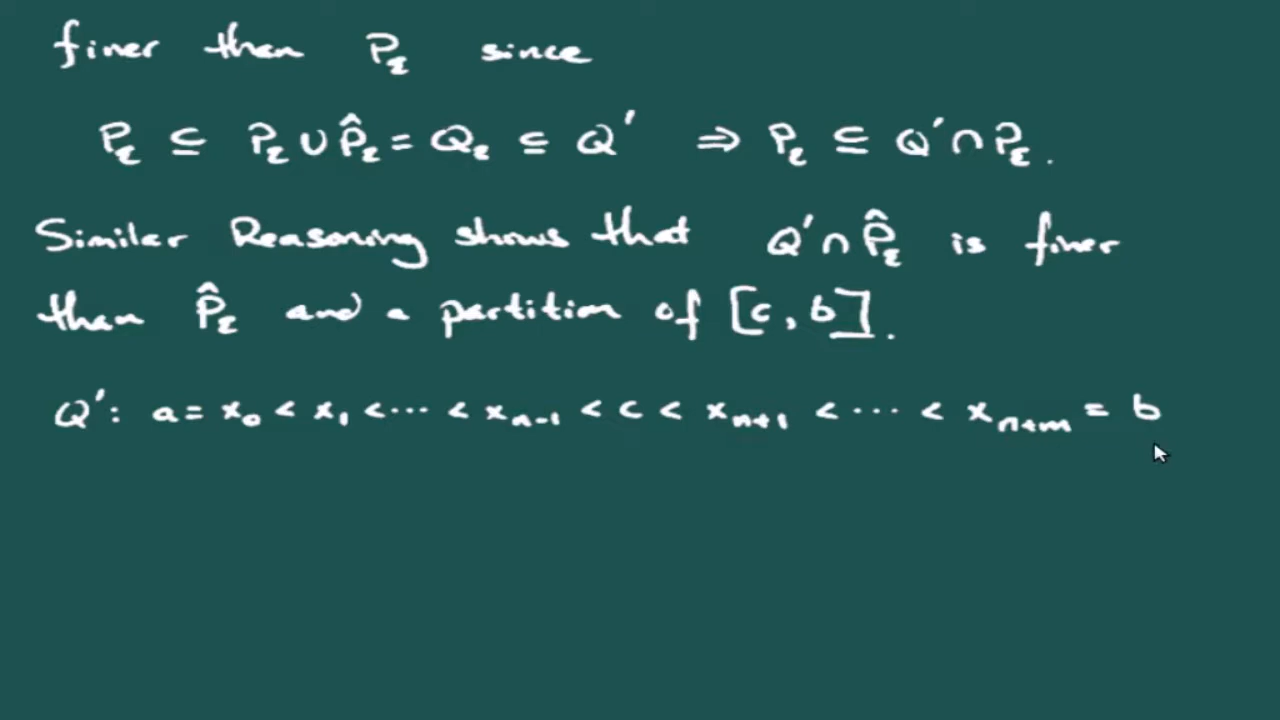 finer than P_ε since
P_ε ⊆ P_ε ∪ P̂_ε = Q_ε ⊆ Q' ⇒ P_ε ⊆ Q' ∩ P_ε.
Similar Reasoning shows that Q' ∩ P̂_ε is finer
than P̂_ε and a partition of [c, b].
Q': a = x_0 < x_1 < ... < x_{n-1} < c < x_{n+1} < ... < x_{n+m} = b